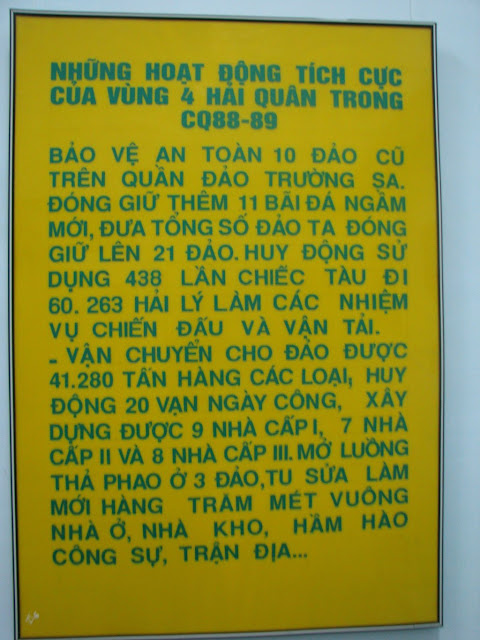 NHỮNG HOẠT ĐỘNG TÍCH CỰC
CỦA VÙNG 4 HẢI QUÂN TRONG
CQ88-89
BẢO VỆ AN TOÀN 10 ĐẢO CŨ
TRÊN QUẦN ĐẢO TRƯỜNG SA.
ĐÓNG GIỮ THÊM 11 BÃI ĐÁ NGẦM
MỚI, ĐƯA TỔNG SỐ ĐẢO TA ĐÓNG
GIỮ LÊN 21 ĐẢO. HUY ĐỘNG SỬ
DỤNG 438 LẦN CHIẾC TÀU ĐI
60. 263 HẢI LÝ LÀM CÁC NHIỆM
VỤ CHIẾN ĐẤU VÀ VẬN TẢI.
- VẬN CHUYỂN CHO ĐẢO ĐƯỢC
41.280 TẤN HÀNG CÁC LOẠI, HUY
ĐỘNG 20 VẠN NGÀY CÔNG, XÂY
DỰNG ĐƯỢC 9 NHÀ CẤP I, 7 NHÀ
CẤP II VÀ 8 NHÀ CẤP III. MỞ LUỒNG
THẢ PHAO Ở 3 ĐẢO, TU SỬA LÀM
MỚI HÀNG TRĂM MÉT VUÔNG
NHÀ Ở, NHÀ KHO, HẦM HÀO
CÔNG SỰ, TRẬN ĐỊA...